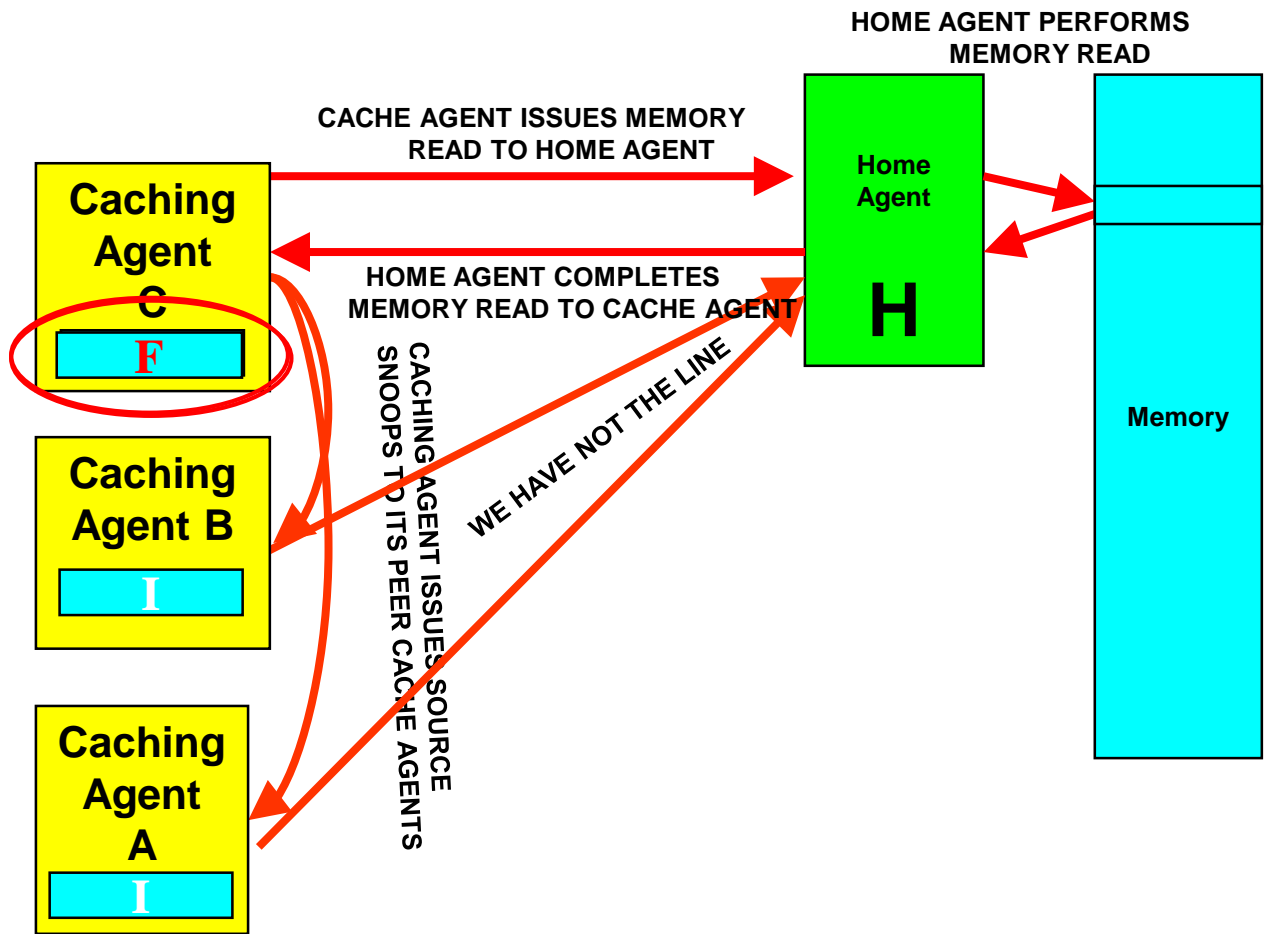 HOME AGENT PERFORMS
MEMORY READ
CACHE AGENT ISSUES MEMORY
READ TO HOME AGENT
Caching
Agent
C
F
Home
Agent
H
HOME AGENT COMPLETES
MEMORY READ TO CACHE AGENT
CACHING AGENT ISSUES SOURCE
SNOOPS TO ITS PEER CACHE AGENTS
WE HAVE NOT THE LINE
Memory
Caching
Agent B
I
Caching
Agent
A
I